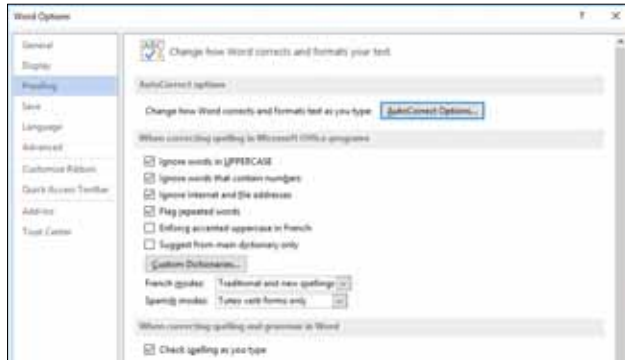 Word Options
?
General
Display
Proofing
Save
Language
Advanced
Customize Ribbon
Quick Access Toolbar
Add-ins
Trust Center
ABC
Change how Word corrects and formats your text.
AutoCorrect options
Change how Word corrects and formats text as you type: AutoCorrect Options...
When correcting spelling in Microsoft Office programs
Ignore words in UPPERCASE
Ignore words that contain numbers
Ignore Internet and file addresses
Flag repeated words
Enforce accented uppercase in French
Suggest from main dictionary only
Custom Dictionaries...
French modes: Traditional and new spellings
Spanish modes: Tuteo verb forms only
When correcting spelling and grammar in Word
Check spelling as you type